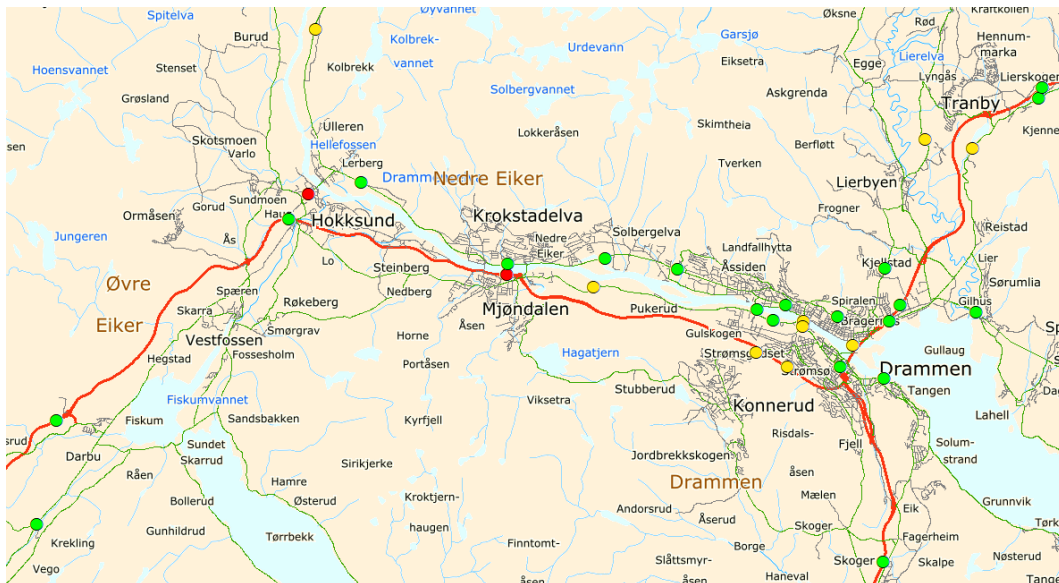 Spitelva
Øyvannet
Øksne
Rød
Kraftkollen
Burud
Kolbrek-
vannet
Urdevann
Garsjø
Lierelva
Hennum-
marka
Hoensvannet
Stenset
Kolbrekk
Eiksetra
Egge
Lyngås
Lierskogen
Grøsland
Solbergvannet
Askgrenda
Tranby
Ulleren
Lokkeråsen
Skimtheia
Kjenne
Skotsmoen
Varlo
Hellefossen
Berfløtt
Lerberg
Tverken
Nedre Eiker
Lierbyen
Gorud
Sundmoen
Ormåsen
Hokksund
Krokstadelva
Frogner
Jungeren
Ås
Nedre
Eiker
Solbergelva
Landfallhytta
Reistad
Lo
Steinberg
Åssiden
Kjellstad
Lier
Øvre
Eiker
Spæren
Nedberg
Sørumlia
Skarra
Røkeberg
Mjøndalen
Pukerud
Spiralen
Gilhus
Smørgrav
Åsen
Horne
Gulskogen
Vestfossen
Hegstad
Fossesholm
Portåsen
Hagatjern
Gullaug
Strømsø
Drammen
Fiskumvannet
Viksetra
Stubberud
Tangen
Konnerud
Lahell
Fiskum
Sandsbakken
Kyrfjell
Risdals-
åsen
Fjell
Solum-
strand
Sundet
Skarrud
Darbu
Råen
Sirikjerke
Jordbrekkskogen
Drammen
Hamre
Østerud
Bollerud
Kroktjern-
haugen
Mælen
Grunnvik
Gunhildrud
Andorsrud
Åserud
Eik
Skoger
Tørrbekk
Krekling
Finntomt-
åsen
Borge
Fagerheim
Vego
Slåttsmyr-
åsen
Skoger
Skalpe
Nøsterud
Haneval